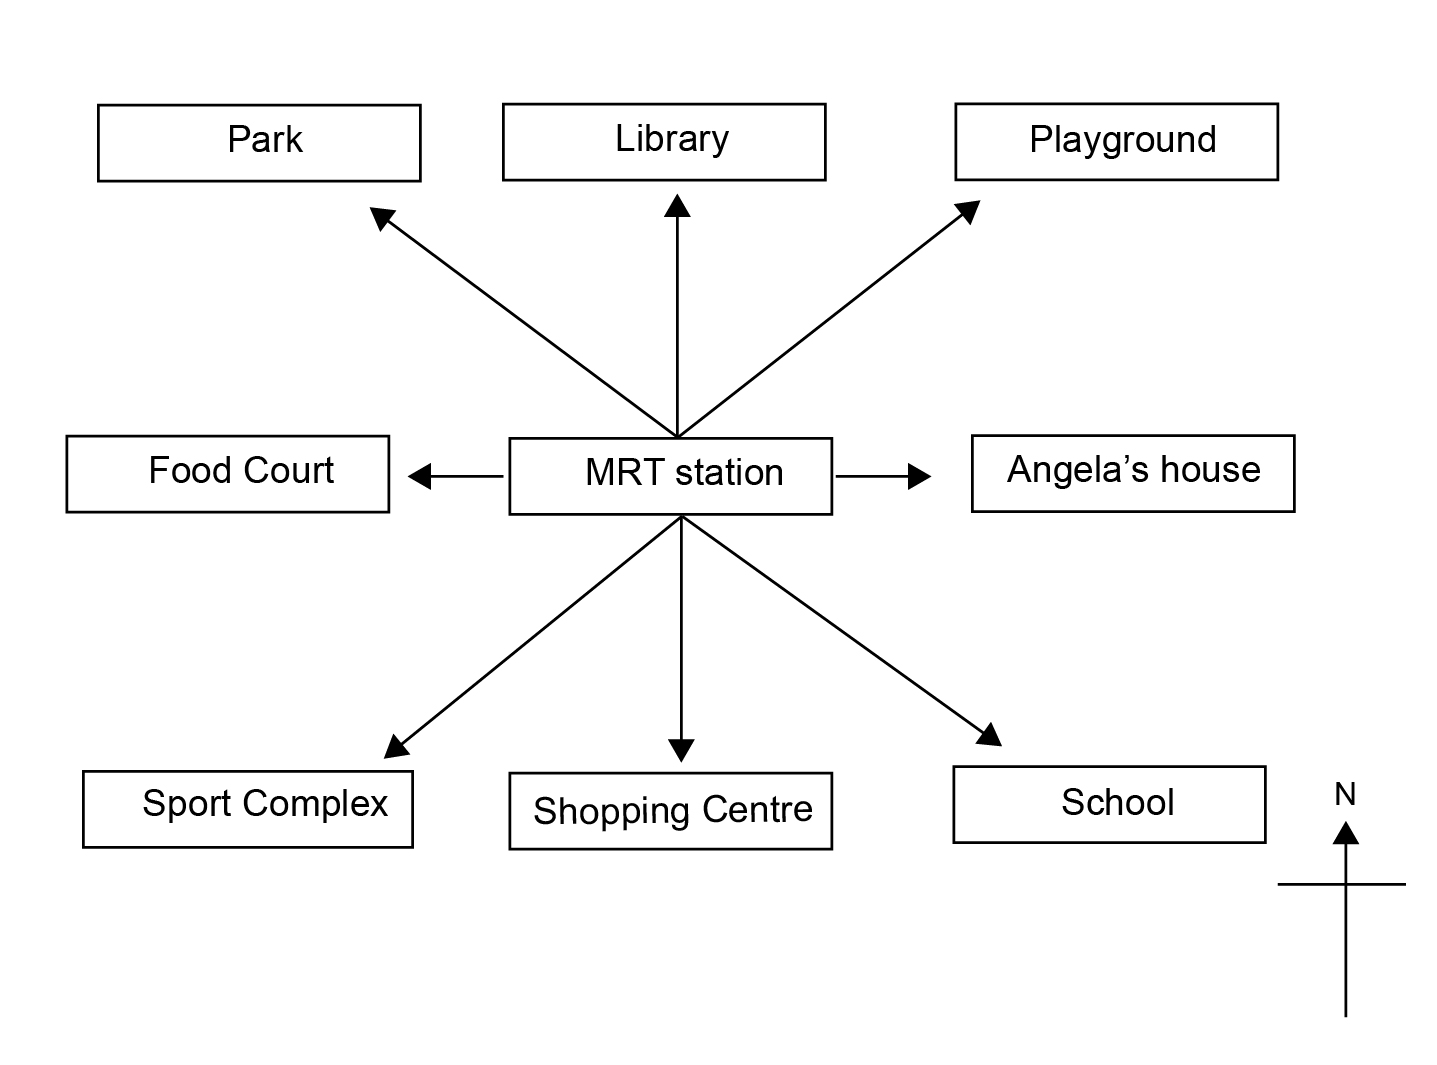 Park
Library
Playground
Food Court
MRT station
Angela’s house
Sport Complex
Shopping Centre
School
N